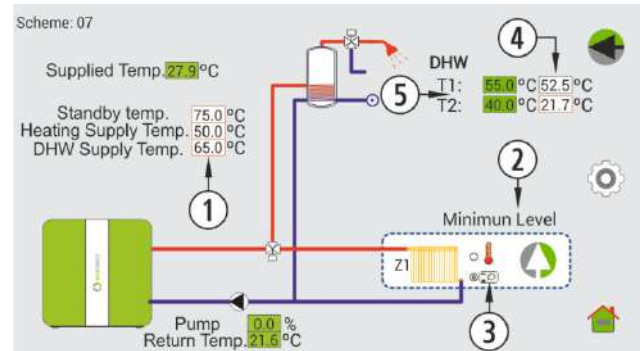 Scheme: 07
Supplied Temp. 27.9 °C
Standby temp. 75.0 °C
Heating Supply Temp. 50.0 °C
DHW Supply Temp. 65.0 °C
1
DHW
T1: 55.0 °C 52.5 °C
T2: 40.0 °C 21.7 °C
4
5
2
Minimun Level
Z1
3
Pump 0.0 %
Return Temp. 21.6 °C